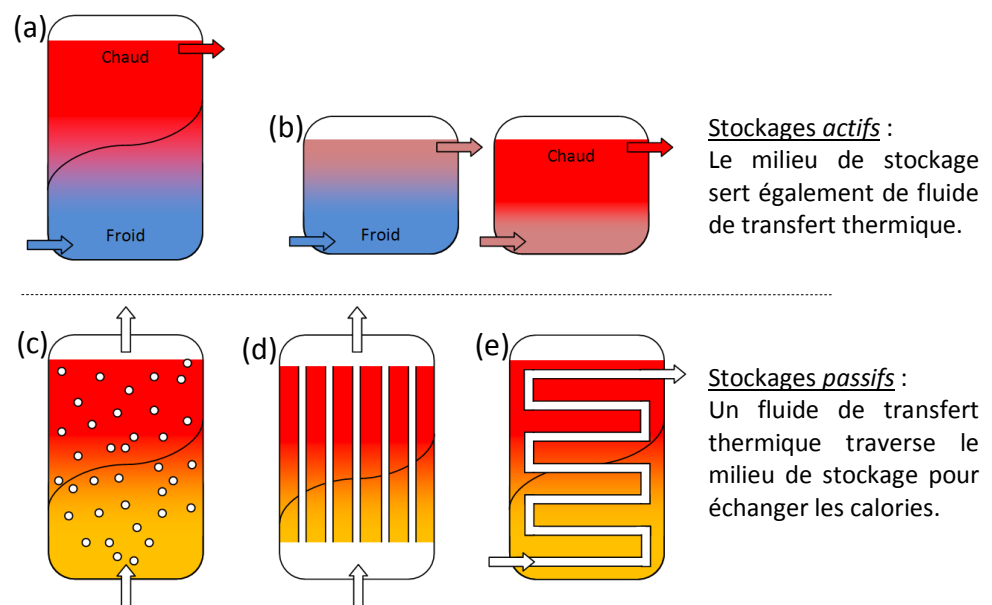 (a)
Chaud
Froid
(b)
Froid
Chaud
Stockages actifs :
Le milieu de stockage
sert également de fluide
de transfert thermique.
(c)
(d)
(e)
Stockages passifs :
Un fluide de transfert
thermique traverse le
milieu de stockage pour
échanger les calories.